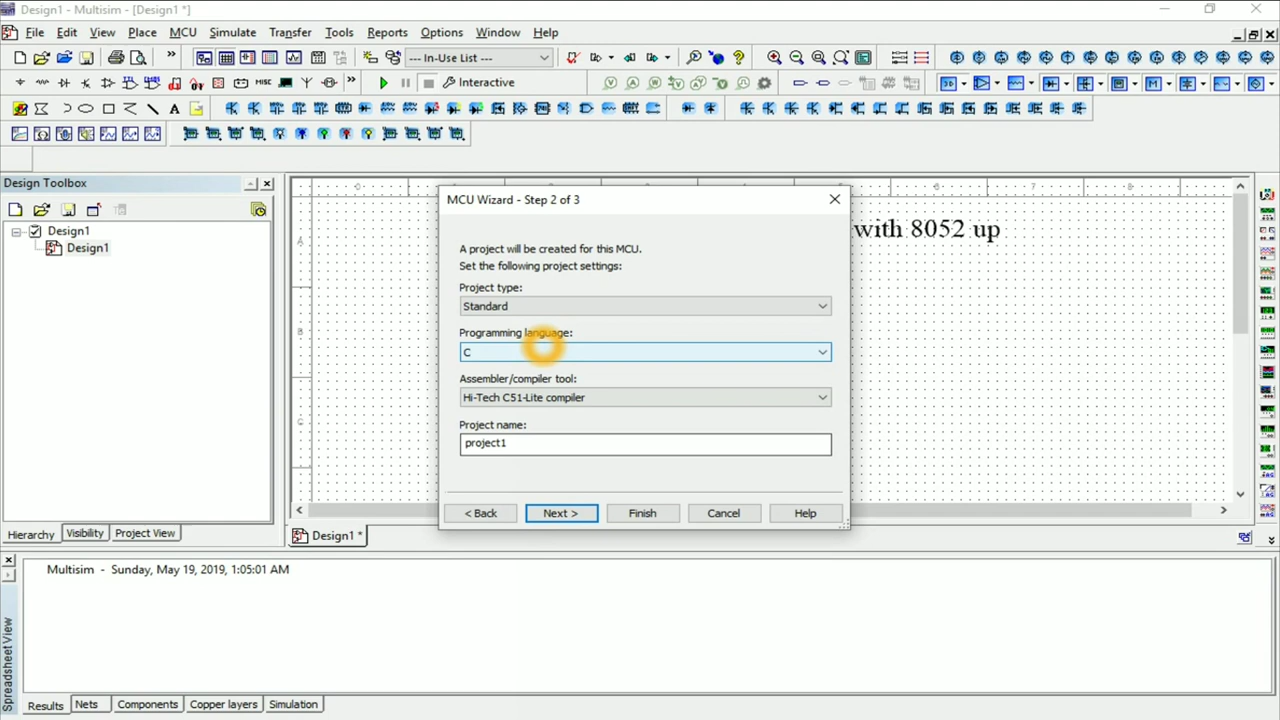 Design1 - Multisim - [Design1 *]
File Edit View Place MCU Simulate Transfer Tools Reports Options Window Help
--- In-Use List ---
MISC Interactive
Design Toolbox
MCU Wizard - Step 2 of 3
Design1
Design1
with 8052 up
A project will be created for this MCU.
Set the following project settings:
Project type:
Standard
Programming language:
C
Assembler/compiler tool:
Hi-Tech C51-Lite compiler
Project name:
project1
< Back Next > Finish Cancel Help
Hierarchy Visibility Project View
Design1 *
Multisim - Sunday, May 19, 2019, 1:05:01 AM
Spreadsheet View
Results Nets Components Copper layers Simulation